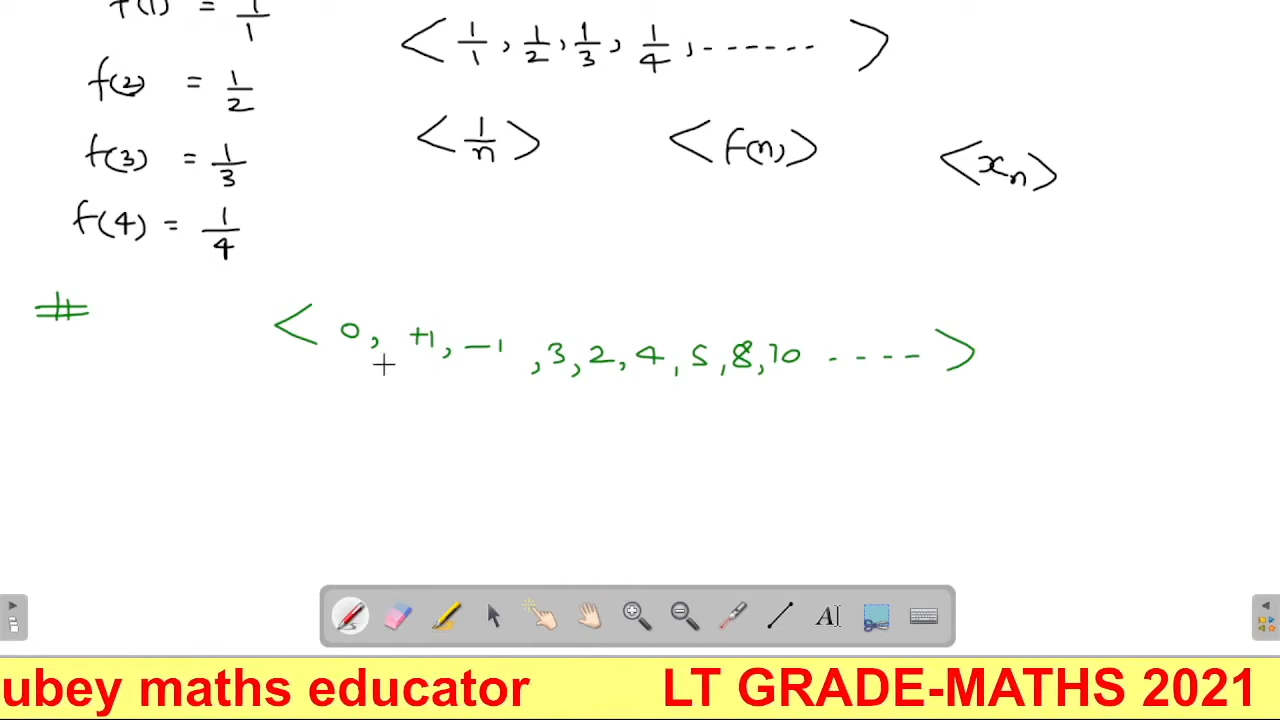 f(1) = 1/1
< 1/1, 1/2, 1/3, 1/4, ....... >
f(2) = 1/2
< 1/n > < f(n) > < xₙ >
f(3) = 1/3
f(4) = 1/4
# < 0, +1, -1, 3, 2, 4, 5, 8, 10 ---- >
AI
ubey maths educator LT GRADE-MATHS 2021